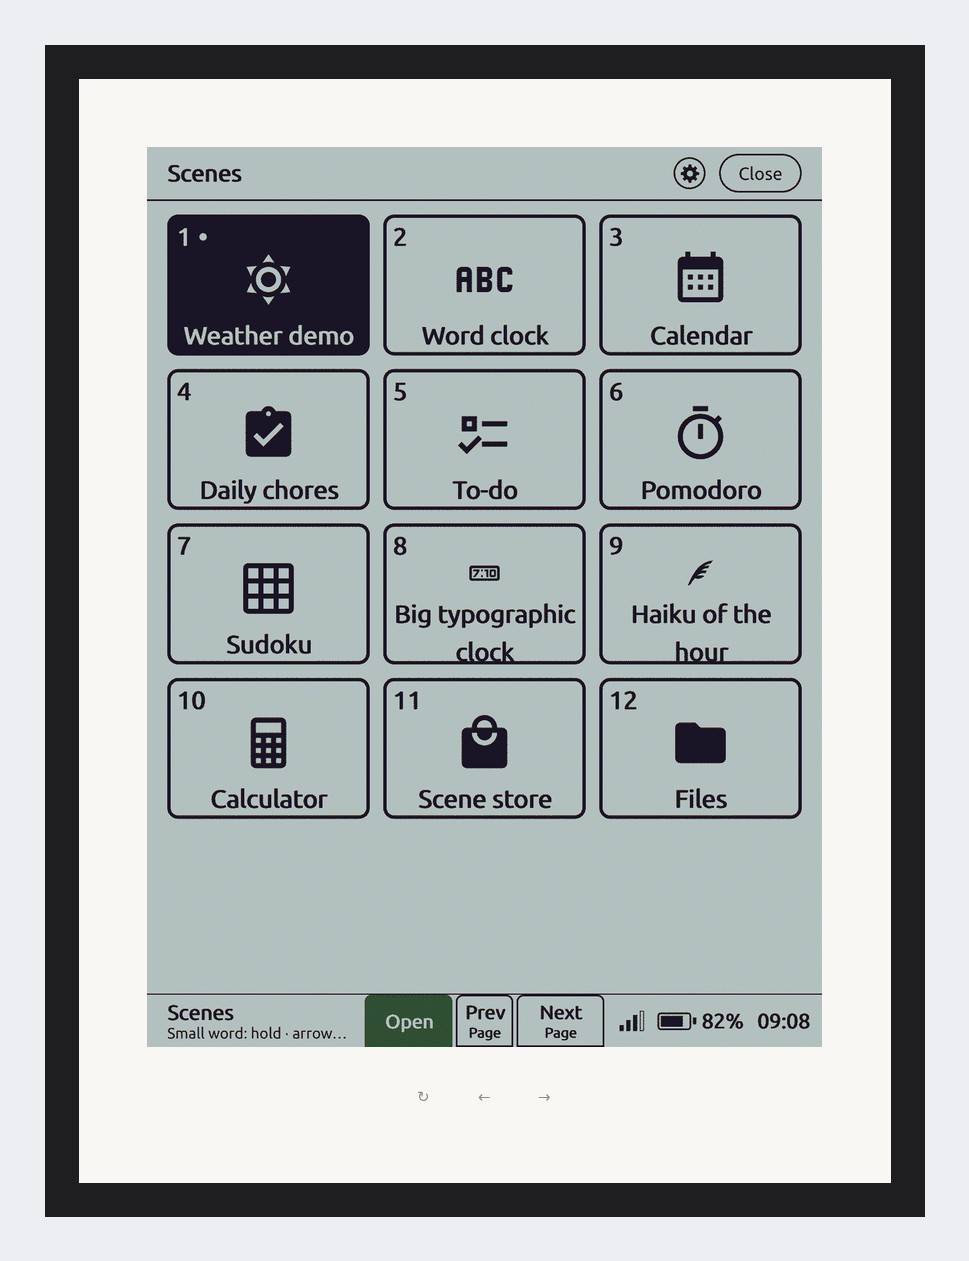 Scenes
Close
1 •
Weather demo
2
ABC
Word clock
3
Calendar
4
Daily chores
5
To-do
6
Pomodoro
7
Sudoku
8
7:10
Big typographic
clock
9
Haiku of the
hour
10
Calculator
11
Scene store
12
Files
Scenes
Small word: hold · arrow…
Open
Prev
Page
Next
Page
82%
09:08
↻ ← →